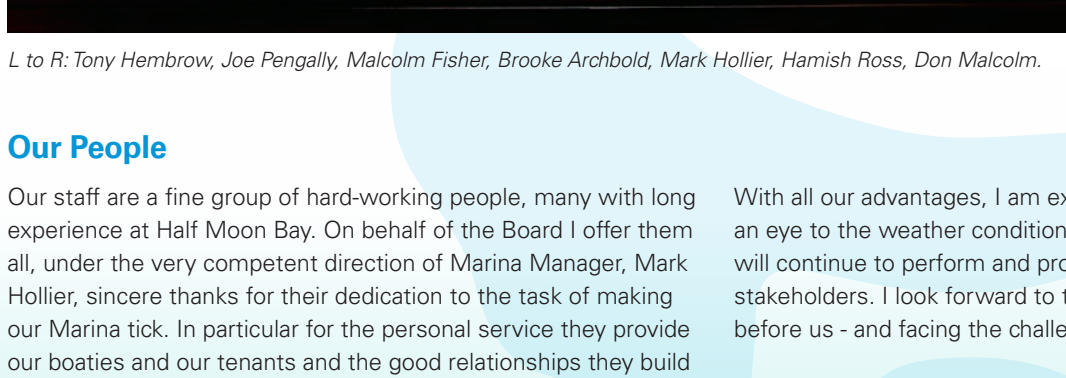 L to R: Tony Hembrow, Joe Pengally, Malcolm Fisher, Brooke Archbold, Mark Hollier, Hamish Ross, Don Malcolm.
Our People
Our staff are a fine group of hard-working people, many with long
experience at Half Moon Bay. On behalf of the Board I offer them
all, under the very competent direction of Marina Manager, Mark
Hollier, sincere thanks for their dedication to the task of making
our Marina tick. In particular for the personal service they provide
our boaties and our tenants and the good relationships they build
With all our advantages, I am
an eye to the weather
will continue to perform and
stakeholders. I look forward to
before us - and facing the